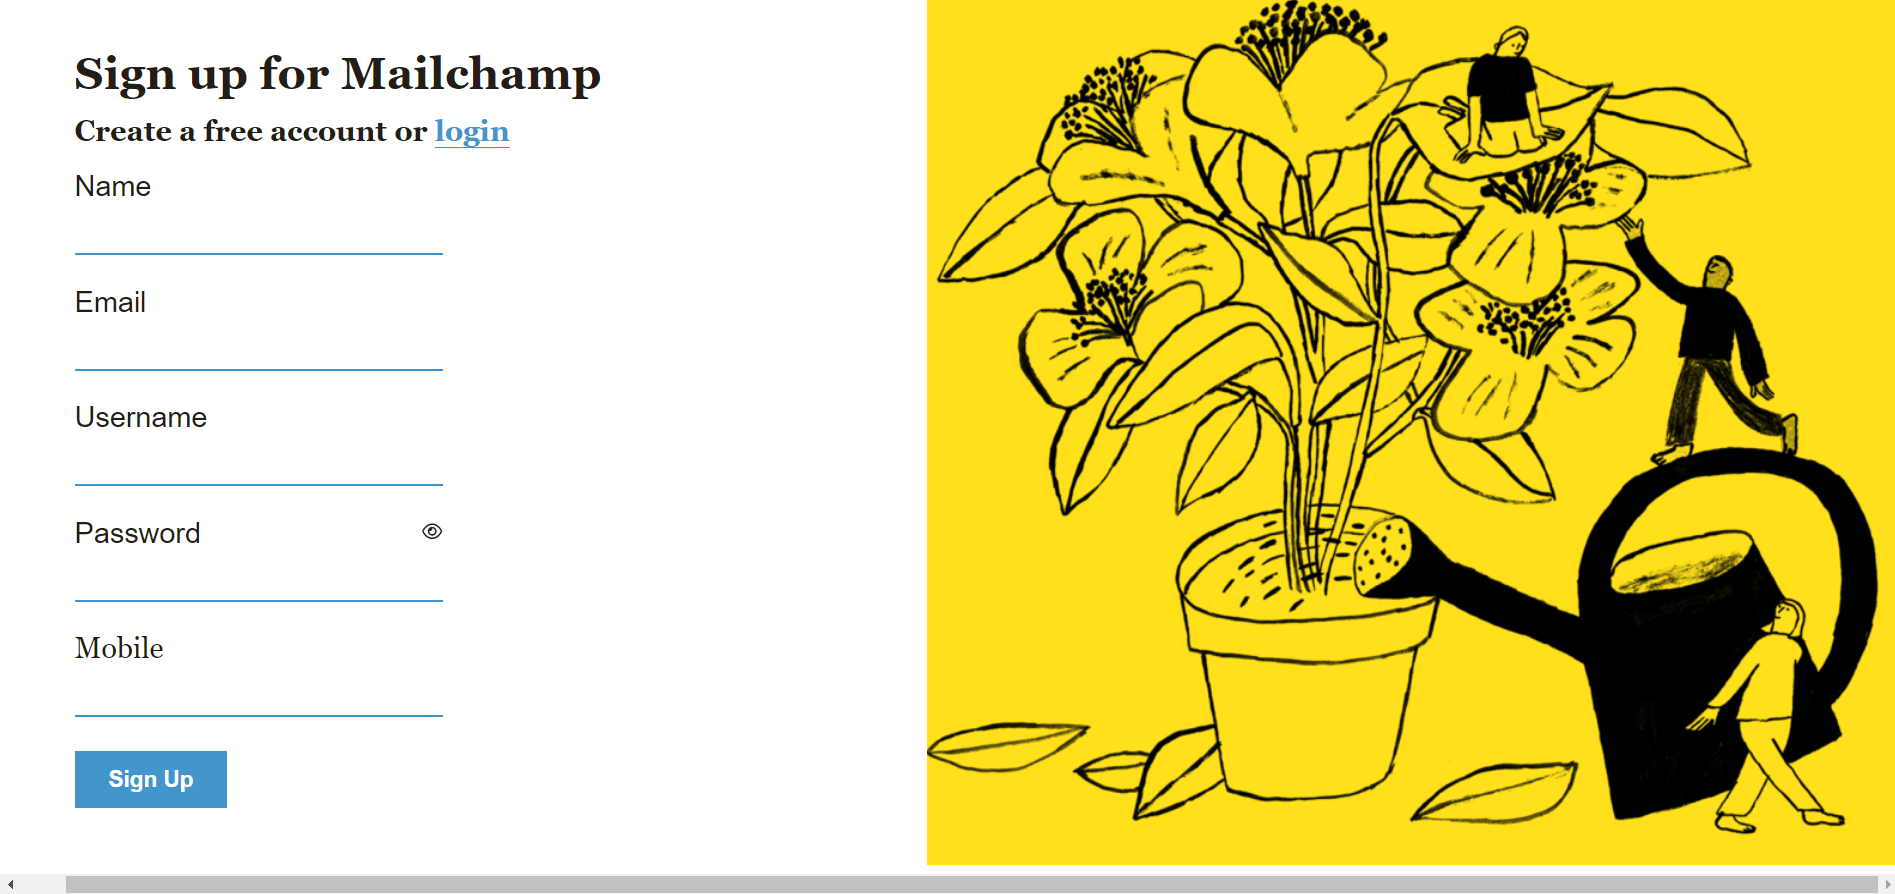 Sign up for Mailchamp
Create a free account or login
Name
Email
Username
Password
Mobile
Sign Up